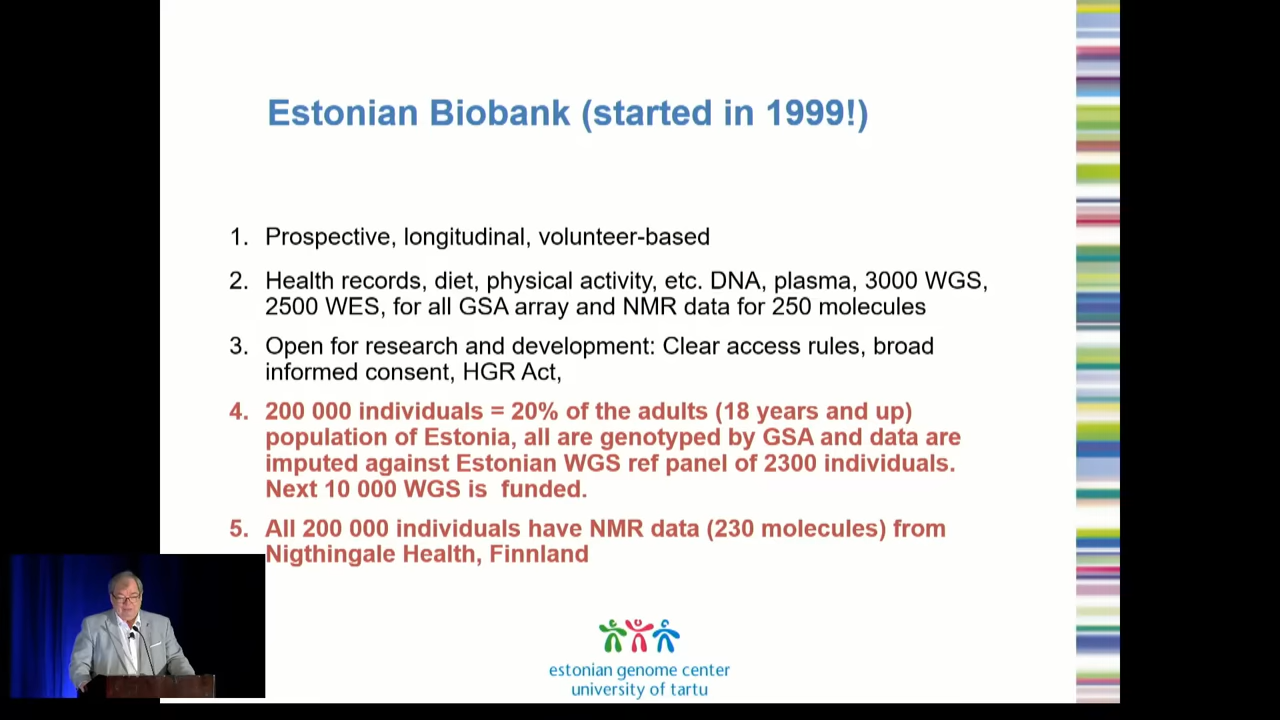 Estonian Biobank (started in 1999!)
1. Prospective, longitudinal, volunteer-based
2. Health records, diet, physical activity, etc. DNA, plasma, 3000 WGS,
2500 WES, for all GSA array and NMR data for 250 molecules
3. Open for research and development: Clear access rules, broad
informed consent, HGR Act,
4. 200 000 individuals = 20% of the adults (18 years and up)
population of Estonia, all are genotyped by GSA and data are
imputed against Estonian WGS ref panel of 2300 individuals.
Next 10 000 WGS is funded.
5. All 200 000 individuals have NMR data (230 molecules) from
Nigthingale Health, Finnland
estonian genome center
university of tartu